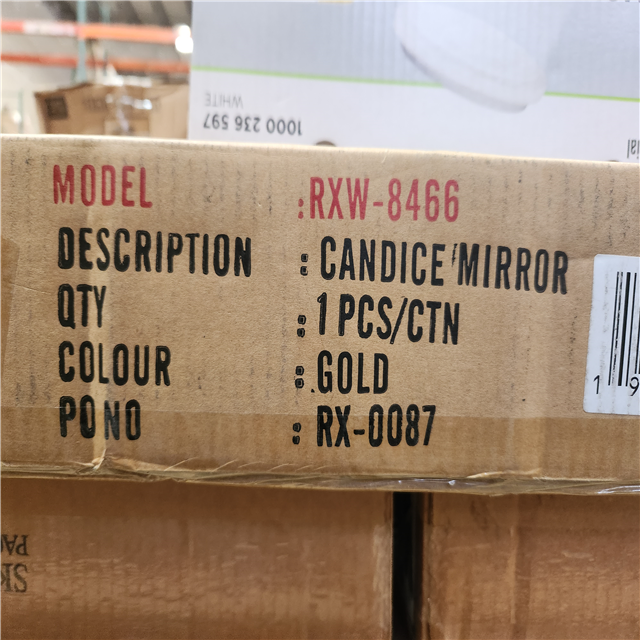 1000 236 597
WHITE
MODEL :RXW-8466
DESCRIPTION : CANDICE MIRROR
QTY : 1 PCS/CTN
COLOUR : GOLD
PO NO : RX-0087
19